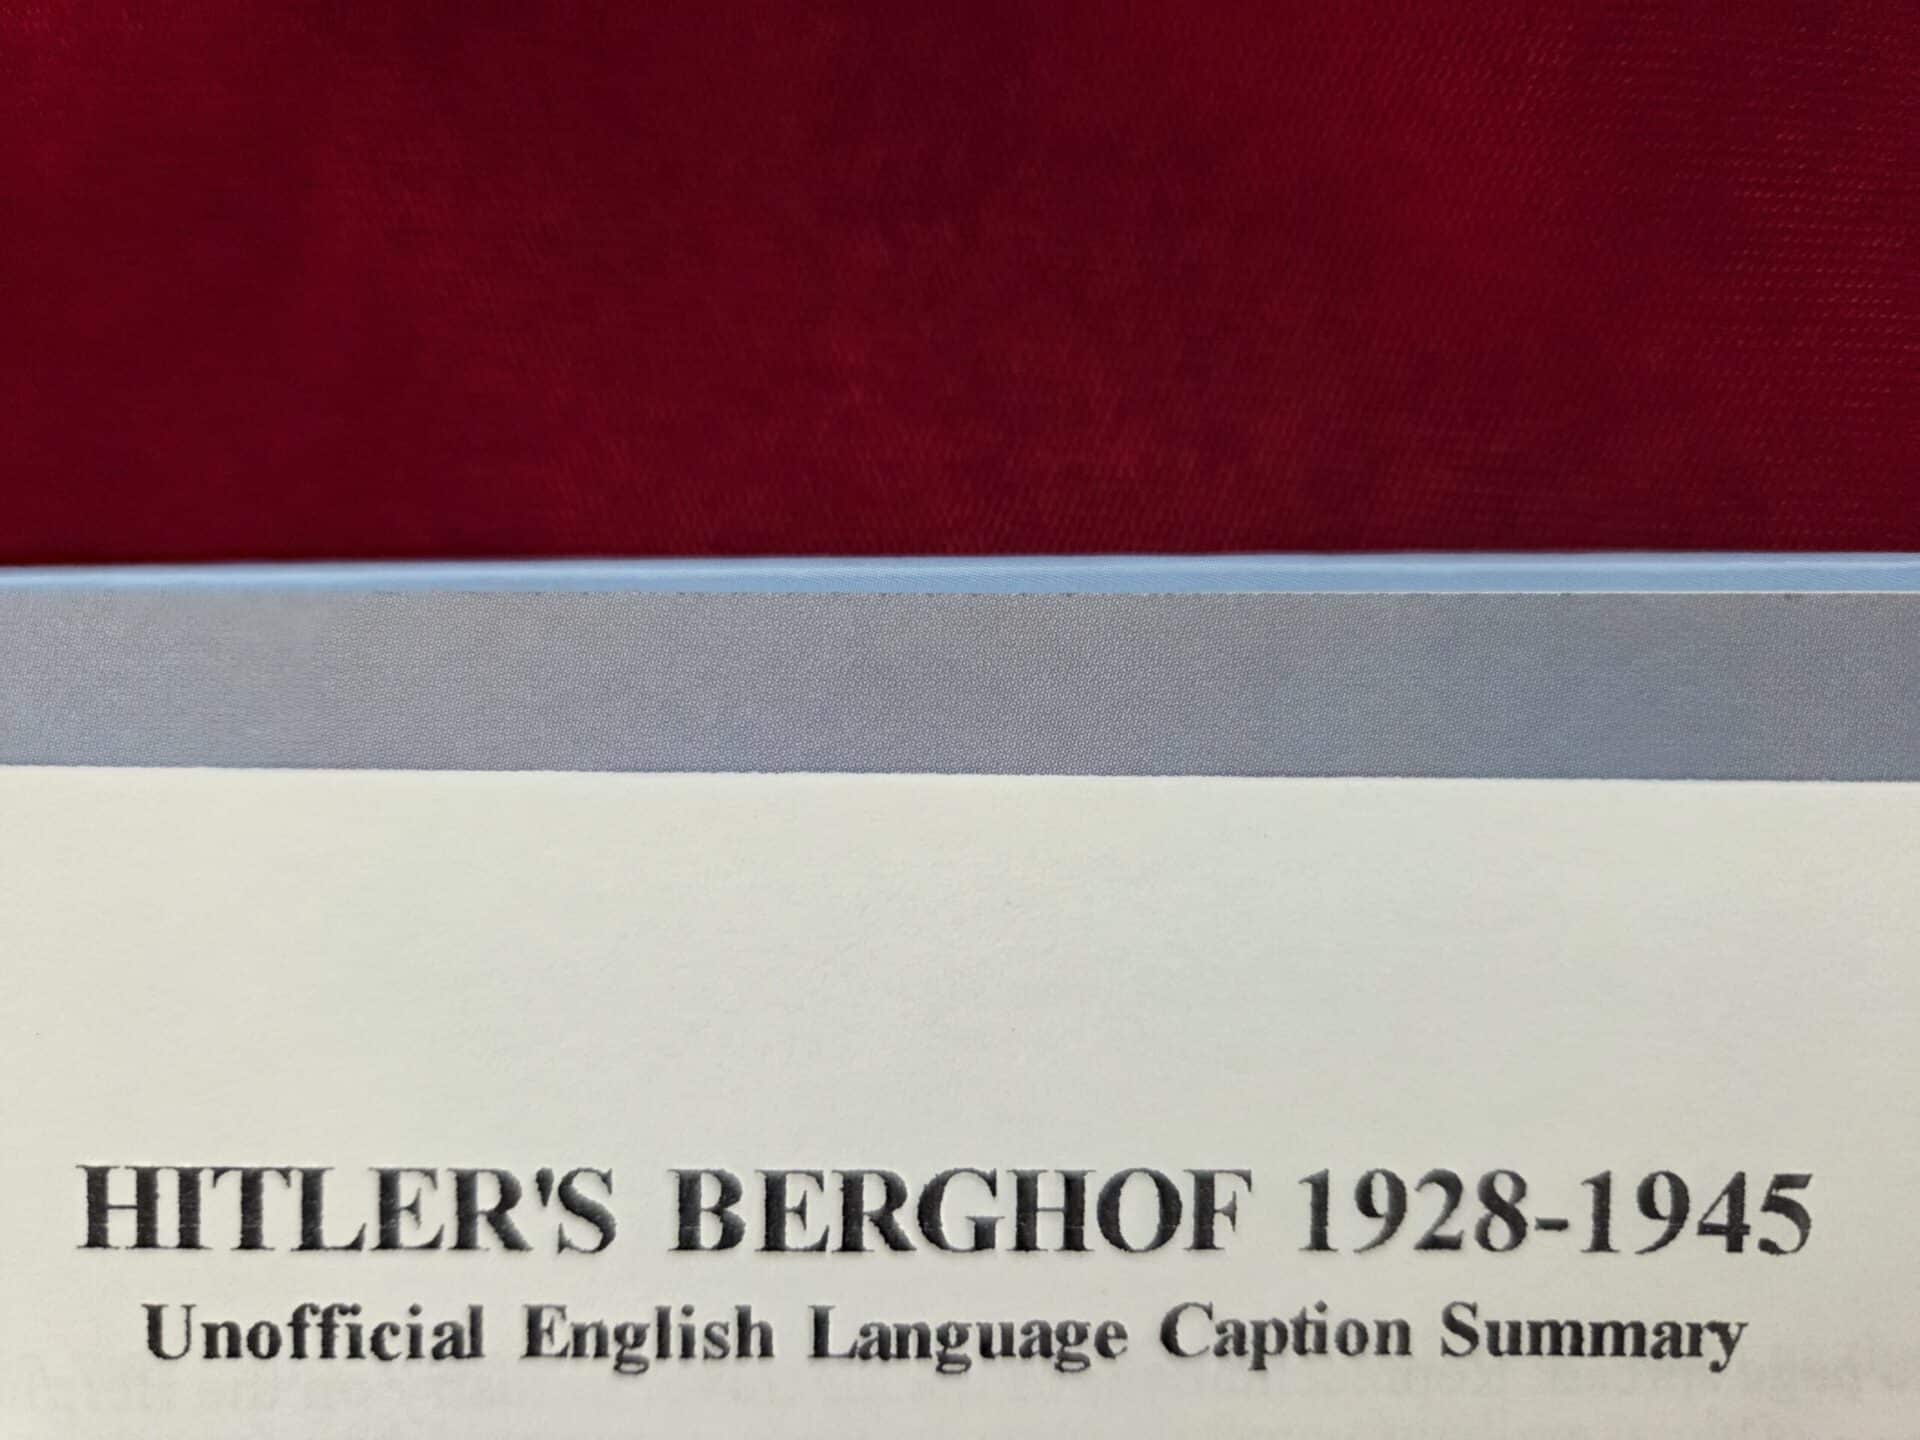 HITLER'S BERGHOF 1928-1945
Unofficial English Language Caption Summary